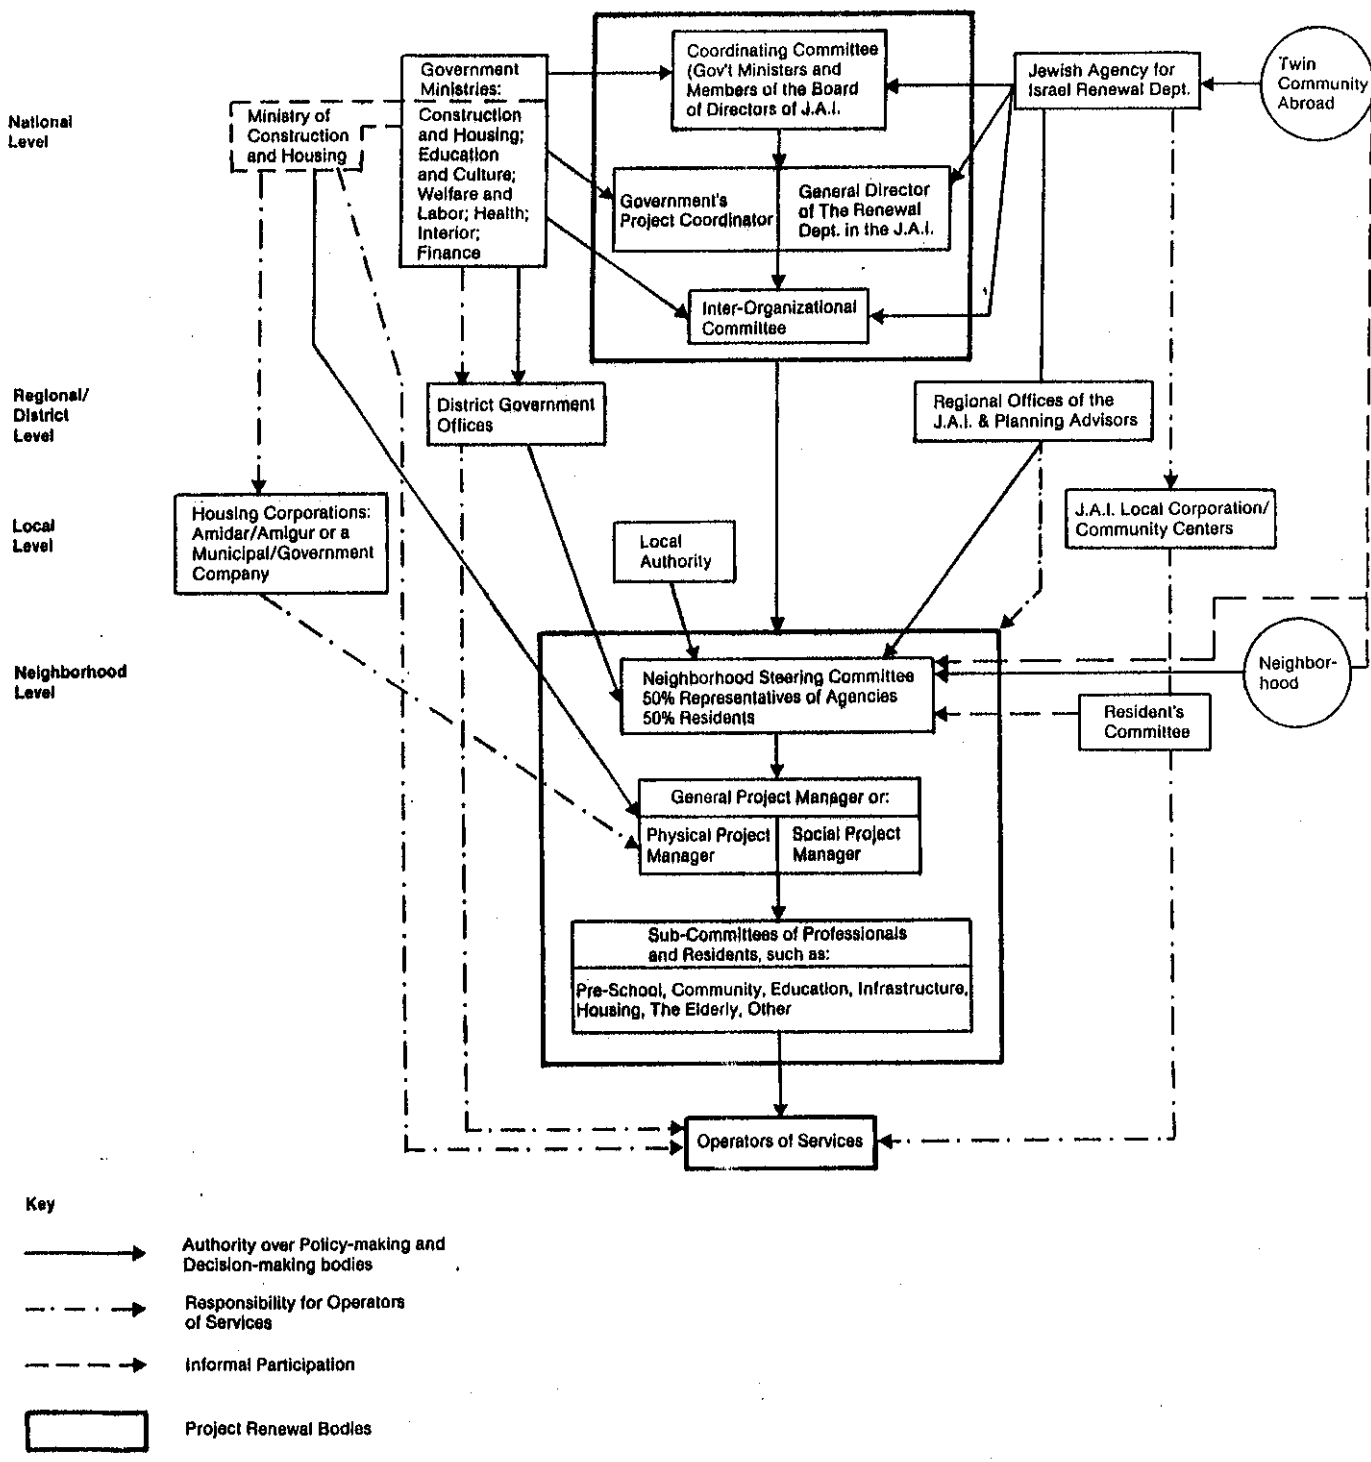 National
Level
Ministry of
Construction
and Housing
Government
Ministries:
Construction
and Housing;
Education
and Culture;
Welfare and
Labor; Health;
Interior;
Finance
Coordinating Committee
(Gov't Ministers and
Members of the Board
of Directors of J.A.I.
Government's
Project Coordinator
General Director
of The Renewal
Dept. in the J.A.I.
Inter-Organizational
Committee
Jewish Agency for
Israel Renewal Dept.
Twin
Community
Abroad
Regional/
District
Level
District Government
Offices
Regional Offices of the
J.A.I. & Planning Advisors
Local
Level
Housing Corporations:
Amidar/Amigur or a
Municipal/Government
Company
Local
Authority
J.A.I. Local Corporation/
Community Centers
Neighborhood
Level
Neighborhood Steering Committee
50% Representatives of Agencies
50% Residents
Neighbor-
hood
Resident's
Committee
General Project Manager or:
Physical Project
Manager
Social Project
Manager
Sub-Committees of Professionals
and Residents, such as:
Pre-School, Community, Education, Infrastructure,
Housing, The Elderly, Other
Operators of Services
Key
Authority over Policy-making and
Decision-making bodies
Responsibility for Operators
of Services
Informal Participation
Project Renewal Bodies